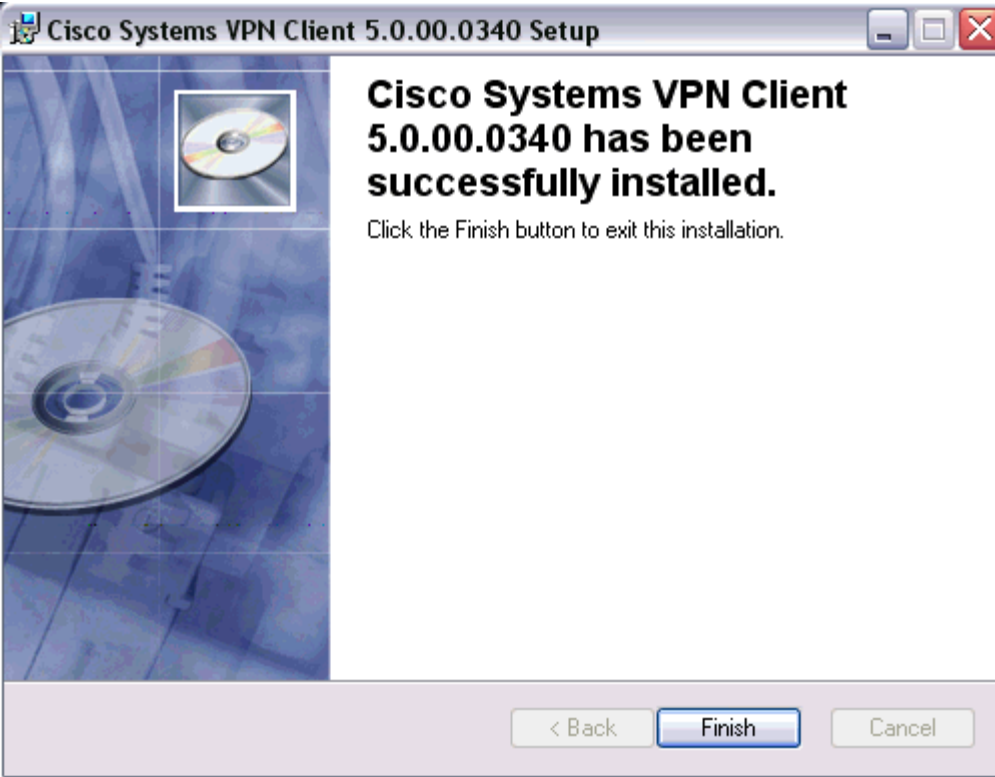 Cisco Systems VPN Client 5.0.00.0340 Setup
Cisco Systems VPN Client
5.0.00.0340 has been
successfully installed.
Click the Finish button to exit this installation.
< Back
Finish
Cancel